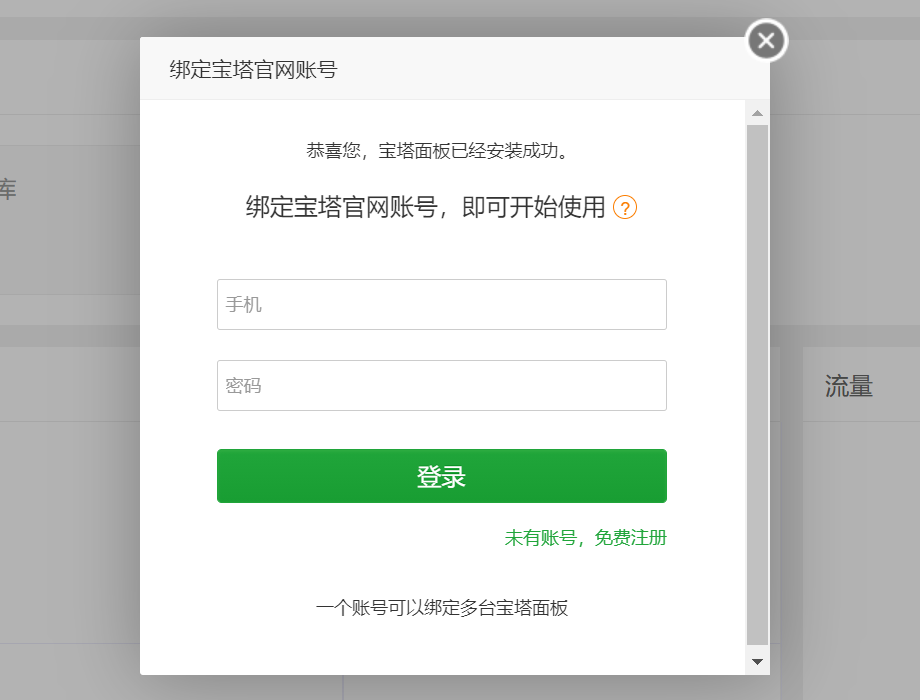 绑定宝塔官网账号
恭喜您，宝塔面板已经安装成功。
库
绑定宝塔官网账号，即可开始使用 ?
手机
密码
流量
登录
未有账号，免费注册
一个账号可以绑定多台宝塔面板